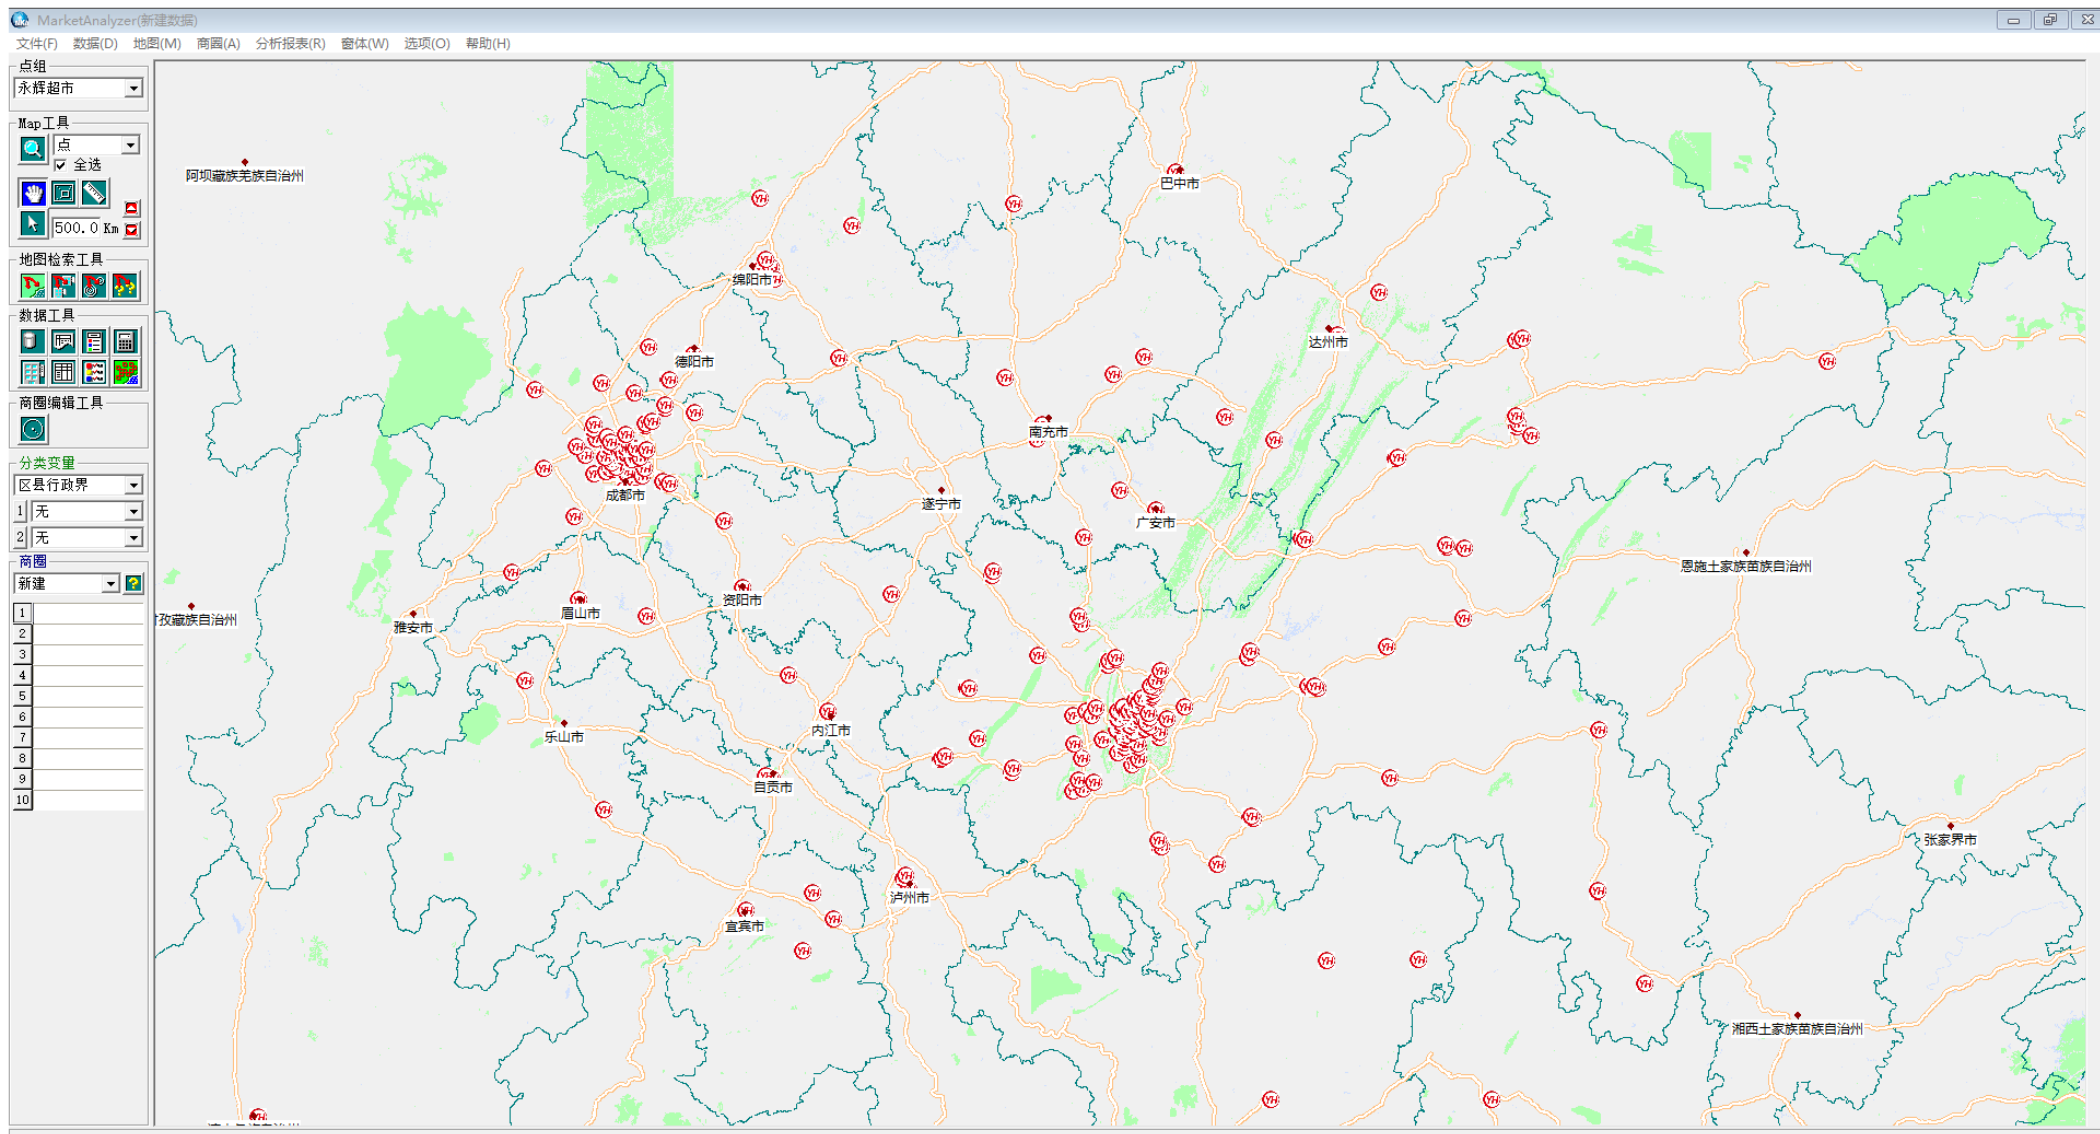 MarketAnalyzer(新建数据)
文件(F) 数据(D) 地图(M) 商圈(A) 分析报表(R) 窗体(W) 选项(O) 帮助(H)
点组
永辉超市
Map工具
点
全选
500.0 Km
地图检索工具
数据工具
商圈编辑工具
分类变量
区县行政界
1 无
2 无
商圈
新建
1
2
3
4
5
6
7
8
9
10
阿坝藏族羌族自治州
巴中市
绵阳市
达州市
德阳市
南充市
成都市
遂宁市
广安市
恩施土家族苗族自治州
资阳市
眉山市
孜藏族自治州
雅安市
内江市
乐山市
自贡市
张家界市
泸州市
宜宾市
湘西土家族苗族自治州
YH